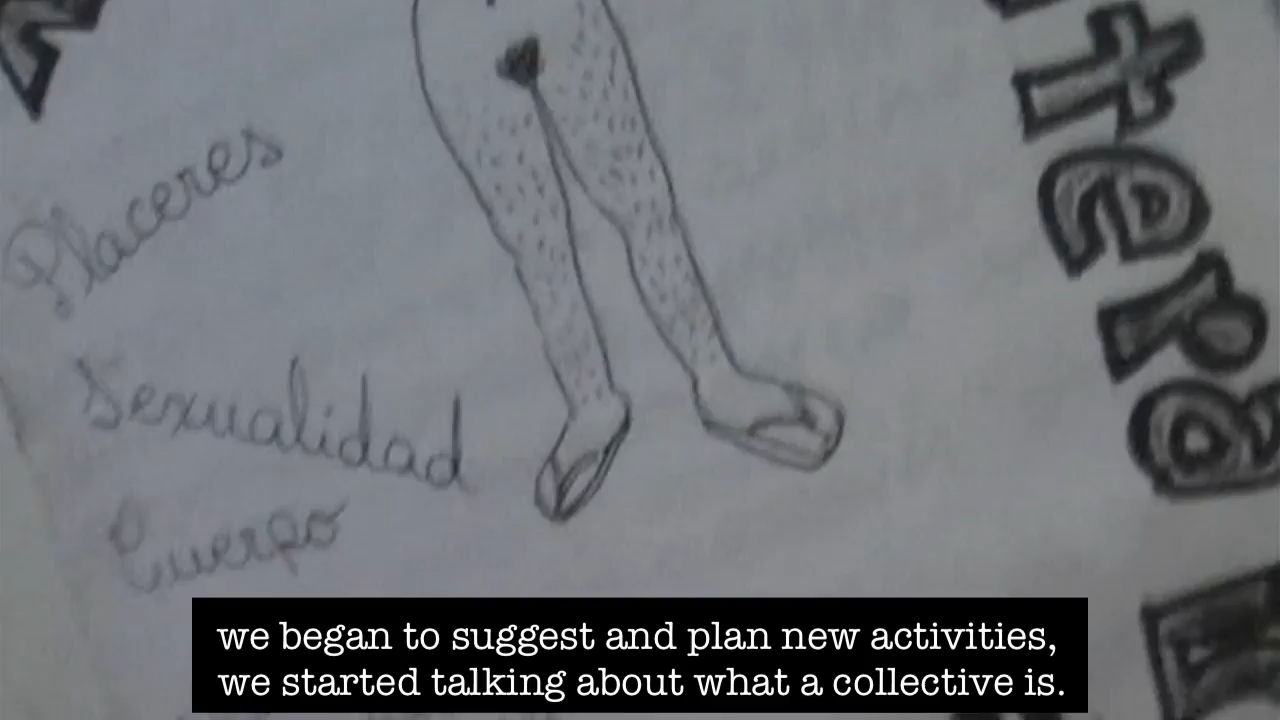 Placeres
Sexualidad
Cuerpo
we began to suggest and plan new activities,
we started talking about what a collective is.